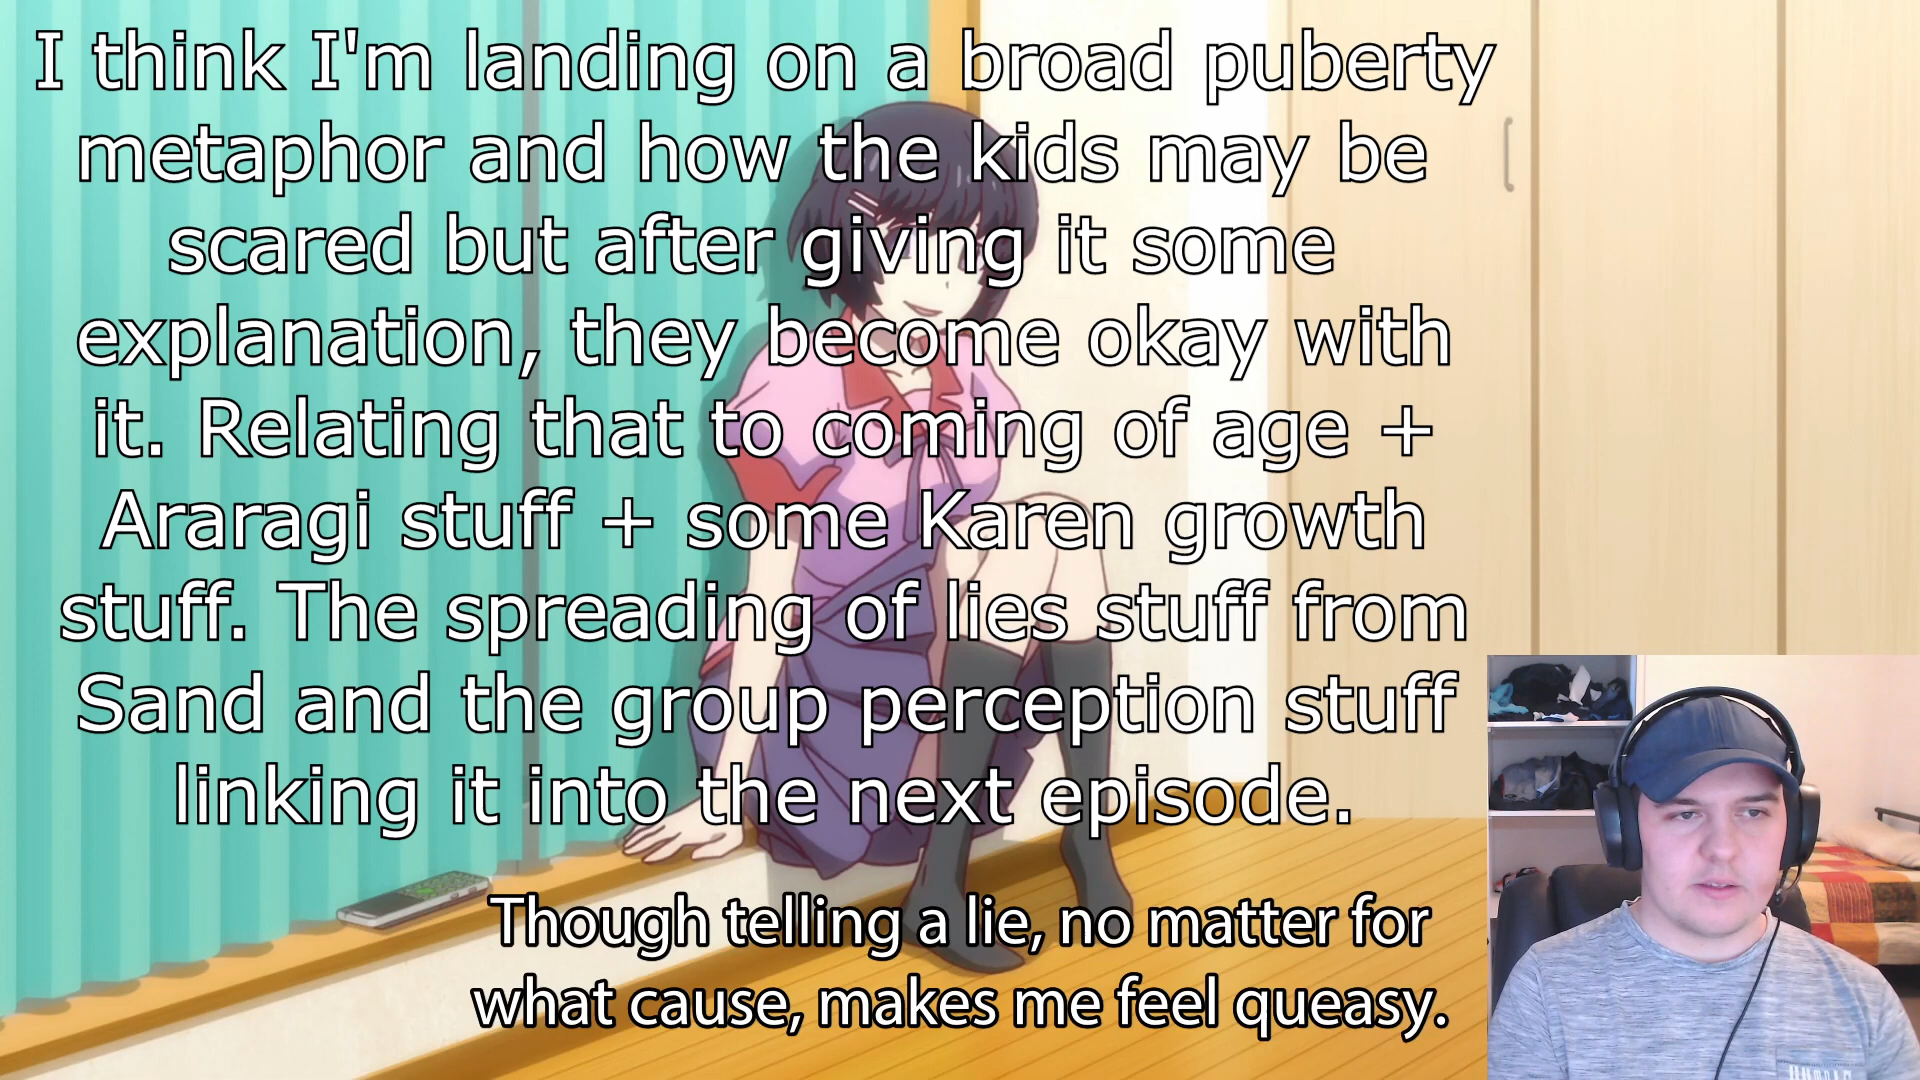 I think I'm landing on a broad puberty
metaphor and how the kids may be
scared but after giving it some
explanation, they become okay with
it. Relating that to coming of age +
Araragi stuff + some Karen growth
stuff. The spreading of lies stuff from
Sand and the group perception stuff
linking it into the next episode.
Though telling a lie, no matter for
what cause, makes me feel queasy.